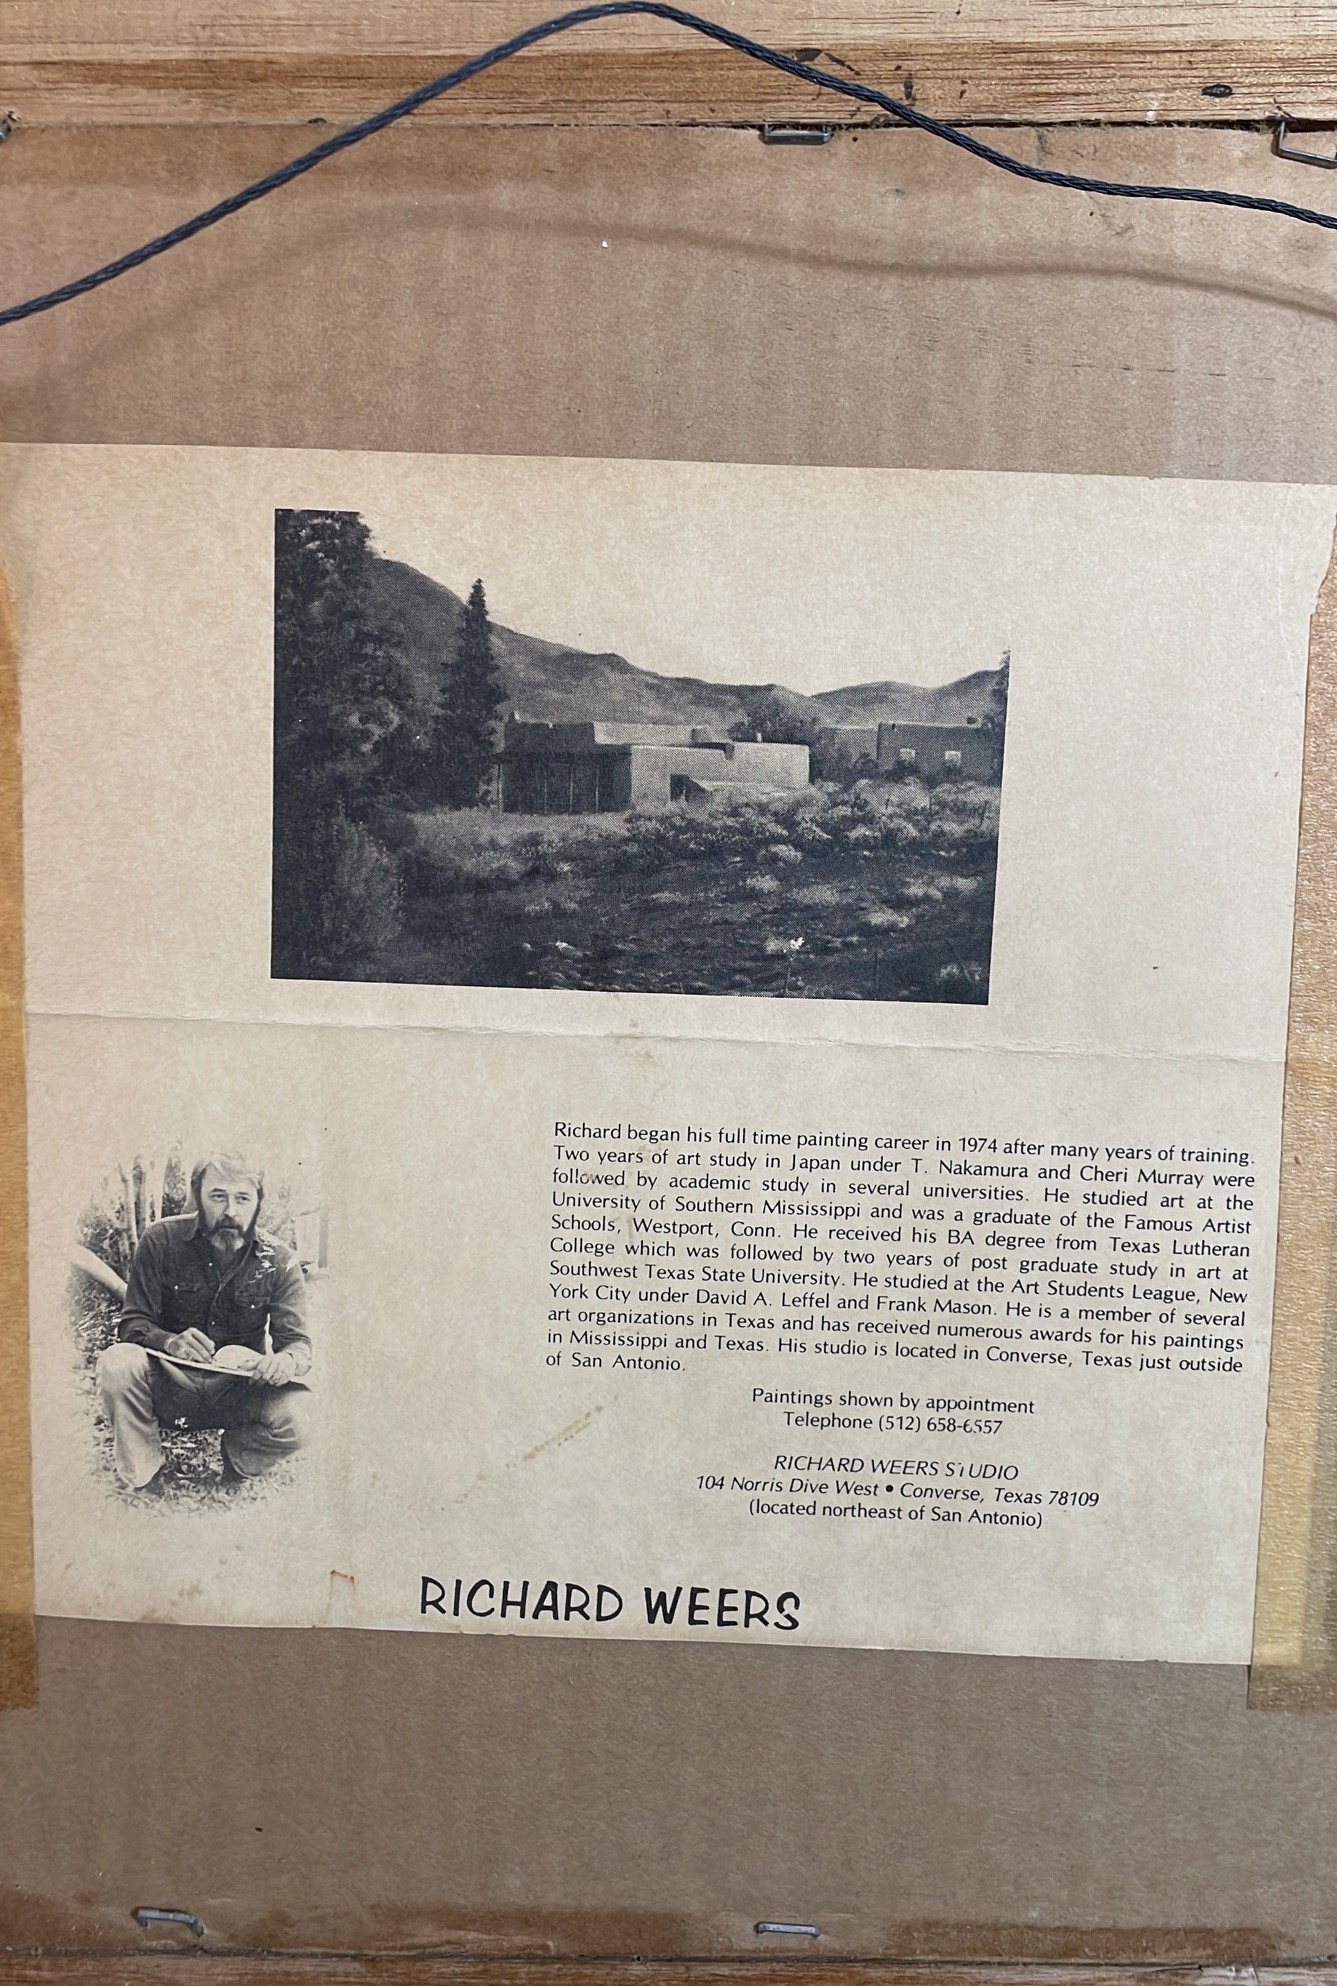 Richard began his full time painting career in 1974 after many years of training.
Two years of art study in Japan under T. Nakamura and Cheri Murray were
followed by academic study in several universities. He studied art at the
University of Southern Mississippi and was a graduate of the Famous Artist
Schools, Westport, Conn. He received his BA degree from Texas Lutheran
College which was followed by two years of post graduate study in art at
Southwest Texas State University. He studied at the Art Students League, New
York City under David A. Leffel and Frank Mason. He is a member of several
art organizations in Texas and has received numerous awards for his paintings
in Mississippi and Texas. His studio is located in Converse, Texas just outside
of San Antonio.
Paintings shown by appointment
Telephone (512) 658-6557
RICHARD WEERS STUDIO
104 Norris Dive West • Converse, Texas 78109
(located northeast of San Antonio)
RICHARD WEERS